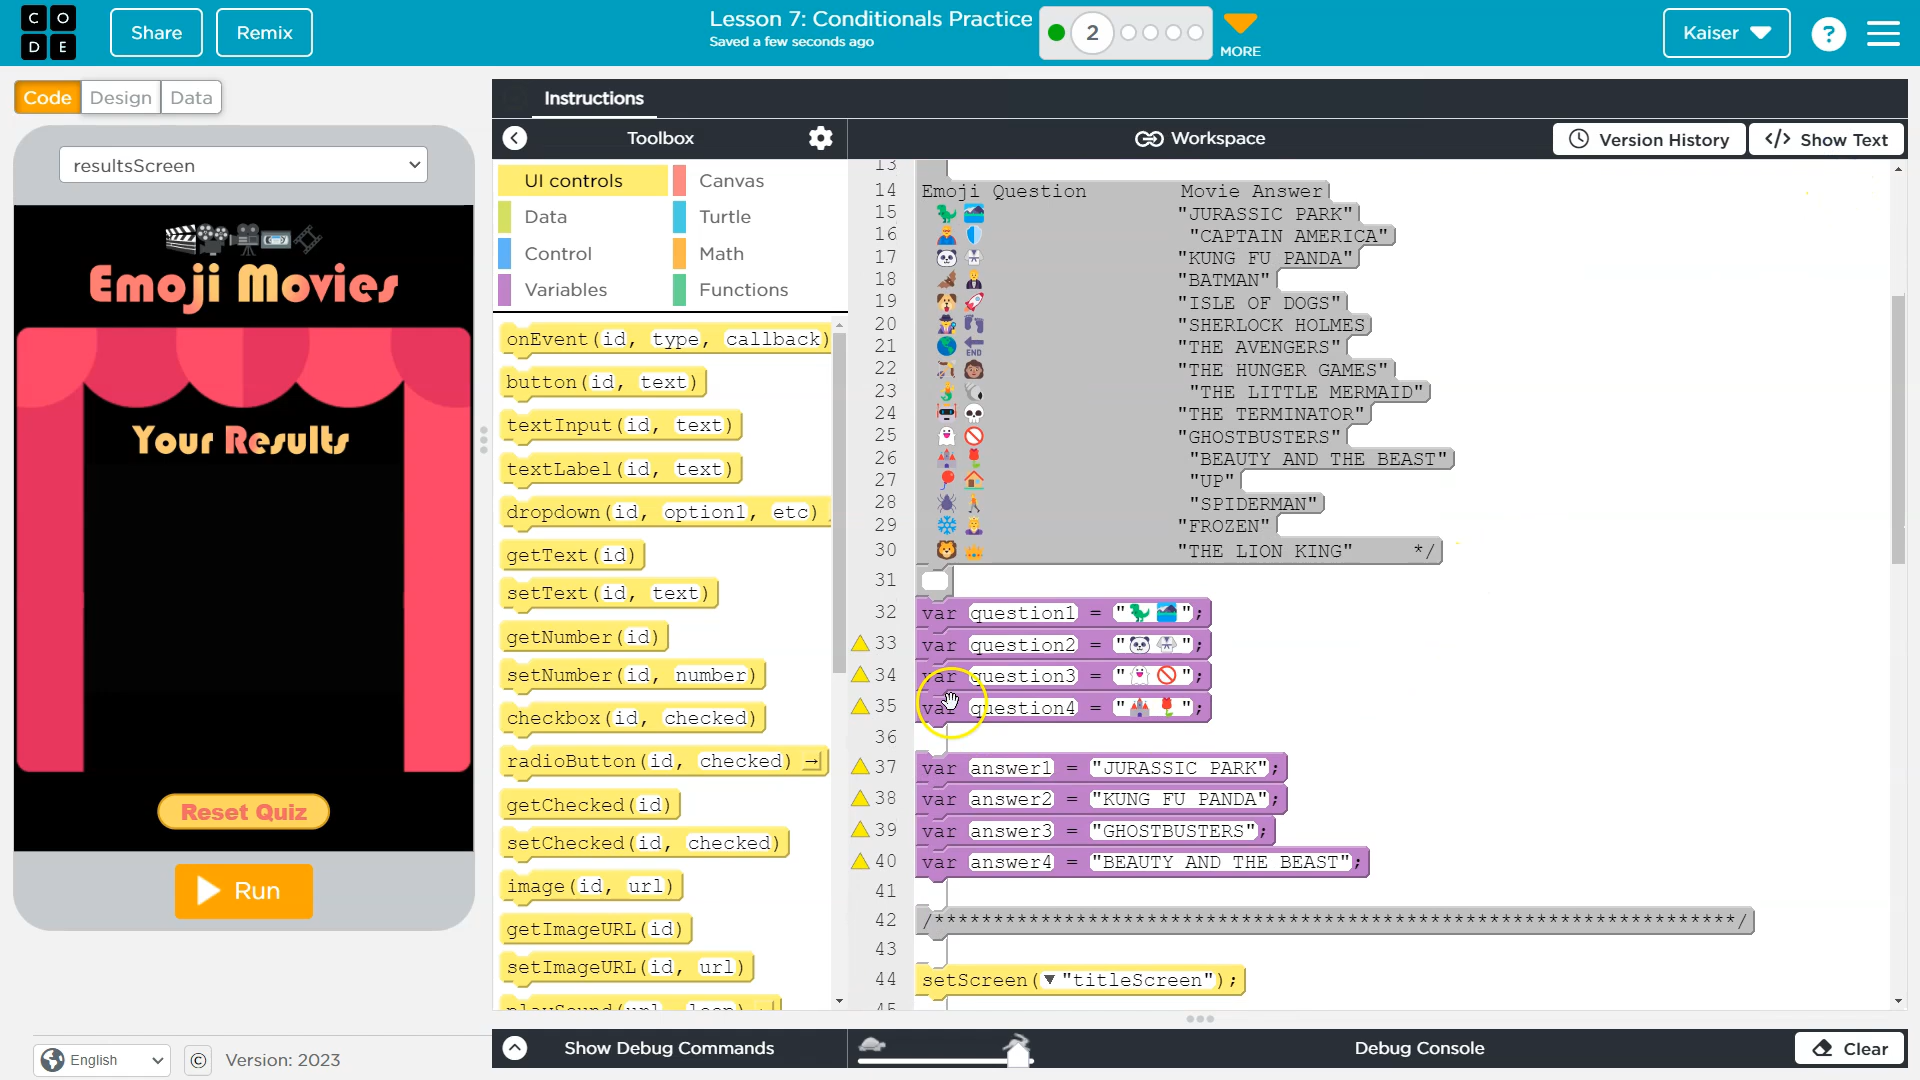 C O
D E
Share
Remix
Lesson 7: Conditionals Practice
Saved a few seconds ago
2
MORE
Kaiser
?
Code
Design
Data
Instructions
Toolbox
Workspace
Version History
</> Show Text
resultsScreen
Emoji Movies
Your Results
Reset Quiz
Run
English
©
Version: 2023
UI controls
Canvas
Data
Turtle
Control
Math
Variables
Functions
onEvent(id, type, callback)
button(id, text)
textInput(id, text)
textLabel(id, text)
dropdown(id, option1, etc)
getText(id)
setText(id, text)
getNumber(id)
setNumber(id, number)
checkbox(id, checked)
radioButton(id, checked) →
getChecked(id)
setChecked(id, checked)
image(id, url)
getImageURL(id)
setImageURL(id, url)
playSound(url, loop)
13
14 Emoji Question Movie Answer
15 🦖🏞 "JURASSIC PARK"
16 "CAPTAIN AMERICA"
17 🐼🥋 "KUNG FU PANDA"
18 "BATMAN"
19 "ISLE OF DOGS"
20 "SHERLOCK HOLMES
21 🌎🔚 "THE AVENGERS"
22 "THE HUNGER GAMES"
23 "THE LITTLE MERMAID"
24 "THE TERMINATOR"
25 👻🚫 "GHOSTBUSTERS"
26 🏰🌹 "BEAUTY AND THE BEAST"
27 "UP"
28 "SPIDERMAN"
29 "FROZEN"
30 "THE LION KING" */
31
32 var question1 = "🦖🏞";
33 var question2 = "🐼🥋";
34 var question3 = "👻🚫";
35 var question4 = "🏰🌹";
36
37 var answer1 = "JURASSIC PARK";
38 var answer2 = "KUNG FU PANDA";
39 var answer3 = "GHOSTBUSTERS";
40 var answer4 = "BEAUTY AND THE BEAST";
41
42 /********************************************************************/
43
44 setScreen(▼ "titleScreen");
45
Show Debug Commands
Debug Console
Clear